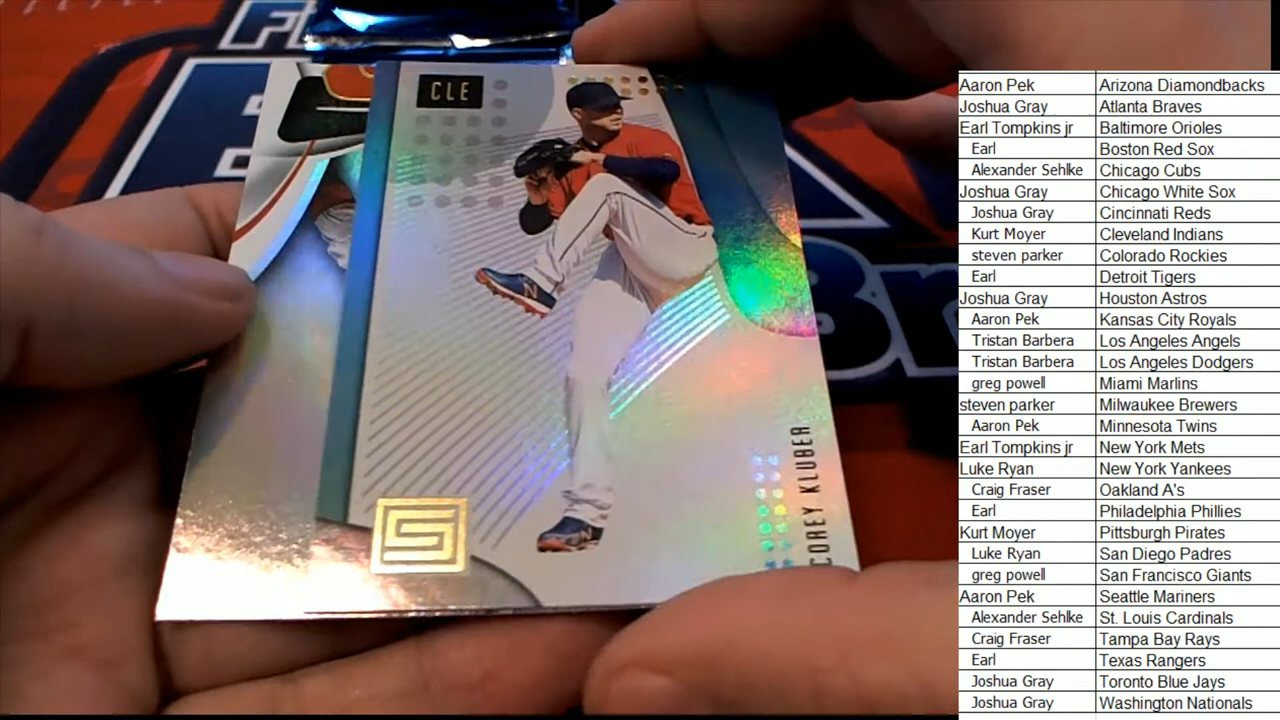 CLE
COREY KLUBER
Aaron Pek Arizona Diamondbacks
Joshua Gray Atlanta Braves
Earl Tompkins jr Baltimore Orioles
Earl Boston Red Sox
Alexander Sehlke Chicago Cubs
Joshua Gray Chicago White Sox
Joshua Gray Cincinnati Reds
Kurt Moyer Cleveland Indians
steven parker Colorado Rockies
Earl Detroit Tigers
Joshua Gray Houston Astros
Aaron Pek Kansas City Royals
Tristan Barbera Los Angeles Angels
Tristan Barbera Los Angeles Dodgers
greg powell Miami Marlins
steven parker Milwaukee Brewers
Aaron Pek Minnesota Twins
Earl Tompkins jr New York Mets
Luke Ryan New York Yankees
Craig Fraser Oakland A's
Earl Philadelphia Phillies
Kurt Moyer Pittsburgh Pirates
Luke Ryan San Diego Padres
greg powell San Francisco Giants
Aaron Pek Seattle Mariners
Alexander Sehlke St. Louis Cardinals
Craig Fraser Tampa Bay Rays
Earl Texas Rangers
Joshua Gray Toronto Blue Jays
Joshua Gray Washington Nationals